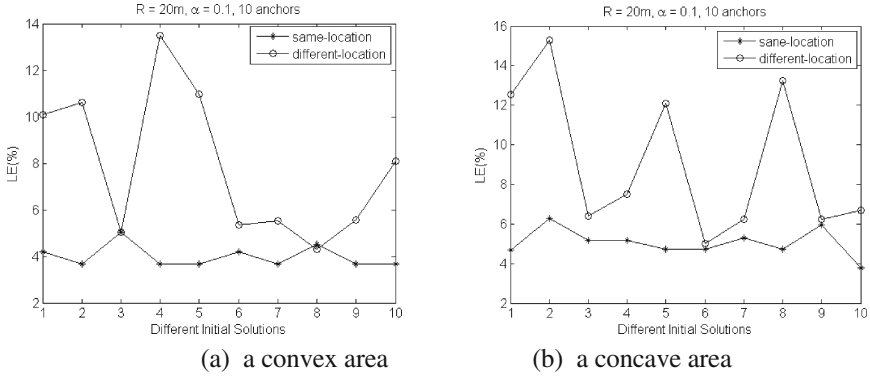 R = 20m, α = 0.1, 10 anchors
same-location
different-location
14
12
10
8
6
4
2
LE(%)
1 2 3 4 5 6 7 8 9 10
Different Initial Solutions
(a) a convex area
R = 20m, α = 0.1, 10 anchors
sane-location
different-location
16
14
12
10
8
6
4
2
LE(%)
1 2 3 4 5 6 7 8 9 10
Different Initial Solutions
(b) a concave area